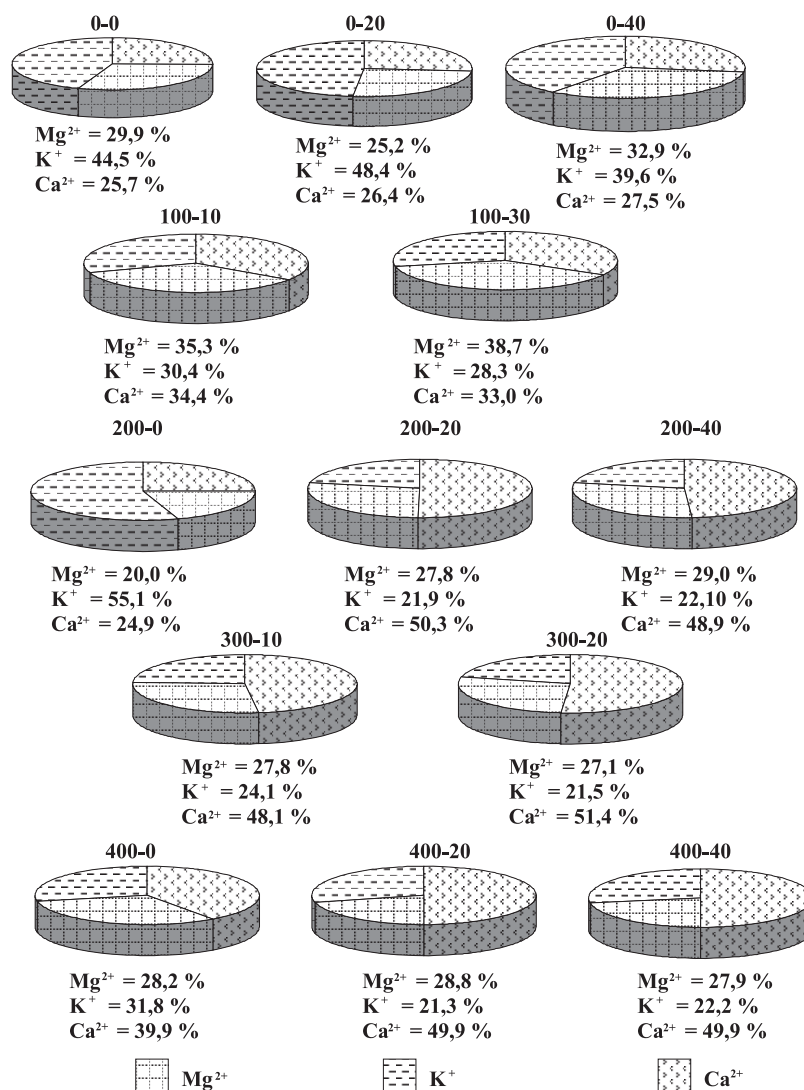 0-0 0-20 0-40
Mg²⁺ = 29,9 %
K⁺ = 44,5 %
Ca²⁺ = 25,7 %
Mg²⁺ = 25,2 %
K⁺ = 48,4 %
Ca²⁺ = 26,4 %
Mg²⁺ = 32,9 %
K⁺ = 39,6 %
Ca²⁺ = 27,5 %
100-10 100-30
Mg²⁺ = 35,3 %
K⁺ = 30,4 %
Ca²⁺ = 34,4 %
Mg²⁺ = 38,7 %
K⁺ = 28,3 %
Ca²⁺ = 33,0 %
200-0 200-20 200-40
Mg²⁺ = 20,0 %
K⁺ = 55,1 %
Ca²⁺ = 24,9 %
Mg²⁺ = 27,8 %
K⁺ = 21,9 %
Ca²⁺ = 50,3 %
Mg²⁺ = 29,0 %
K⁺ = 22,10 %
Ca²⁺ = 48,9 %
300-10 300-20
Mg²⁺ = 27,8 %
K⁺ = 24,1 %
Ca²⁺ = 48,1 %
Mg²⁺ = 27,1 %
K⁺ = 21,5 %
Ca²⁺ = 51,4 %
400-0 400-20 400-40
Mg²⁺ = 28,2 %
K⁺ = 31,8 %
Ca²⁺ = 39,9 %
Mg²⁺ = 28,8 %
K⁺ = 21,3 %
Ca²⁺ = 49,9 %
Mg²⁺ = 27,9 %
K⁺ = 22,2 %
Ca²⁺ = 49,9 %
Mg²⁺ K⁺ Ca²⁺